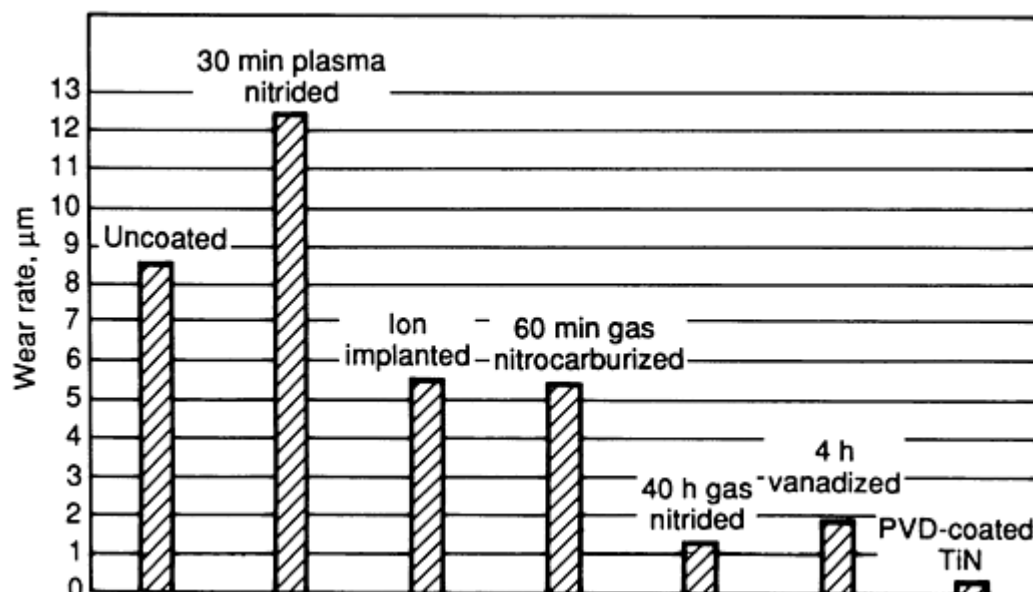 30 min plasma
nitrided
13
12
11
10
9
8
7
6
5
4
3
2
1
0
Wear rate, μm
Uncoated
Ion
implanted
60 min gas
nitrocarburized
40 h gas
nitrided
4 h
vanadized
PVD-coated
TiN